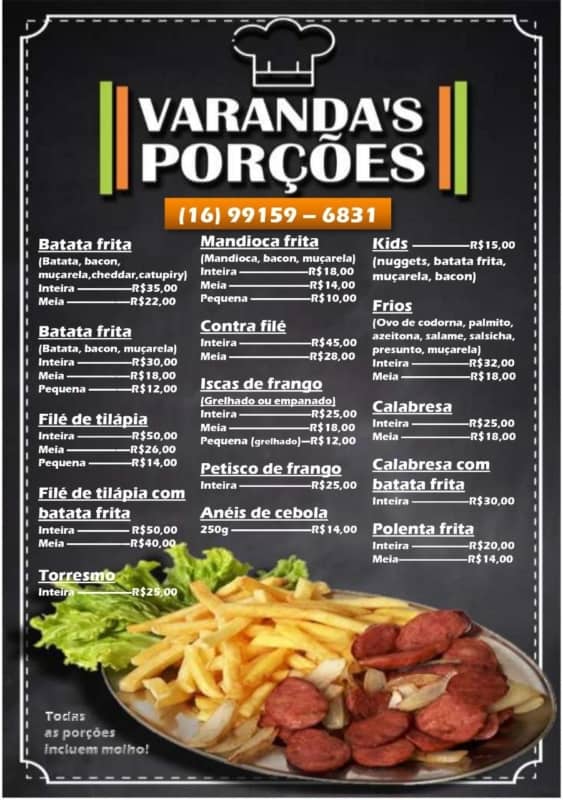 VARANDA'S
PORÇÕES
(16) 99159 – 6831
Batata frita
(Batata, bacon,
muçarela,cheddar,catupiry)
Inteira —————R$35,00
Meia ——————R$22,00
Batata frita
(Batata, bacon, muçarela)
Inteira —————R$30,00
Meia ——————R$18,00
Pequena ————R$12,00
Filé de tilápia
Inteira —————R$50,00
Meia ——————R$26,00
Pequena ————R$14,00
Filé de tilápia com
batata frita
Inteira —————R$50,00
Meia —————R$40,00
Torresmo
Inteira —————R$25,00
Mandioca frita
(Mandioca, bacon, muçarela)
Inteira —————R$18,00
Meia ——————R$14,00
Pequena ————R$10,00
Contra filé
Inteira —————R$45,00
Meia ——————R$28,00
Iscas de frango
(Grelhado ou empanado)
Inteira —————R$25,00
Meia ——————R$18,00
Pequena (grelhado)—R$12,00
Petisco de frango
Inteira —————R$25,00
Anéis de cebola
250g ——————R$14,00
Kids ————R$15,00
(nuggets, batata frita,
muçarela, bacon)
Frios
(Ovo de codorna, palmito,
azeitona, salame, salsicha,
presunto, muçarela)
Inteira —————R$32,00
Meia ——————R$18,00
Calabresa
Inteira —————R$25,00
Meia ——————R$18,00
Calabresa com
batata frita
Inteira —————R$30,00
Polenta frita
Inteira —————R$20,00
Meia——————R$14,00
Todas
as porções
incluem molho!